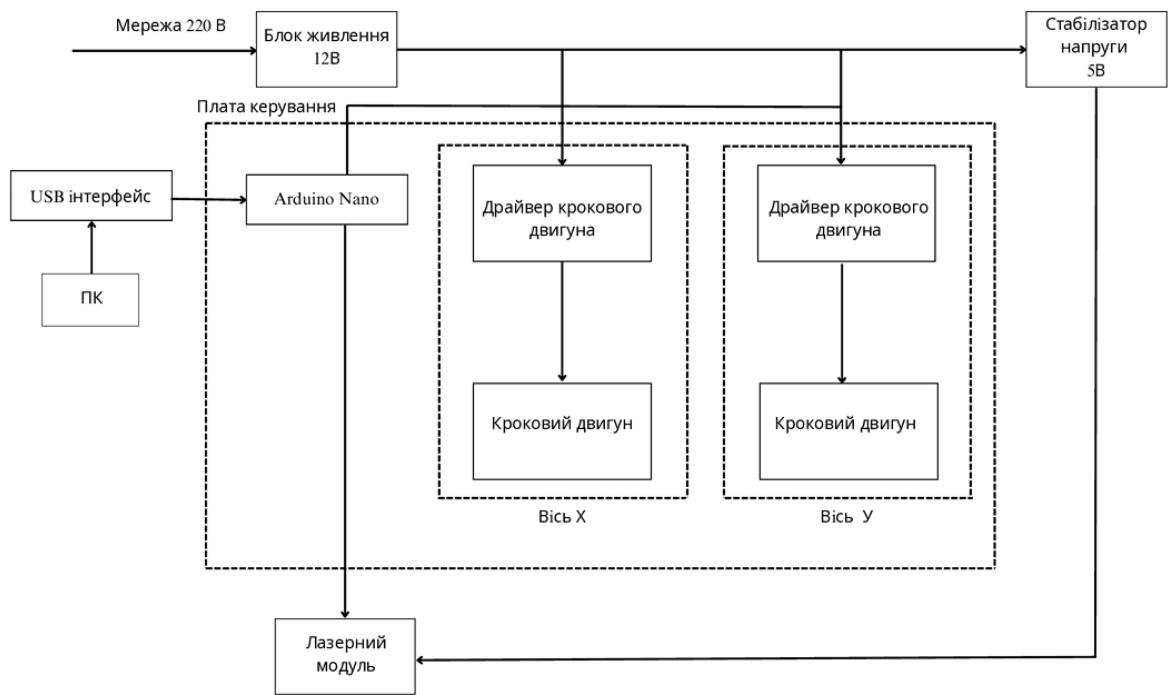 Мережа 220 В
Блок живлення
12В
Стабілізатор
напруги
5В
Плата керування
USB інтерфейс
Arduino Nano
Драйвер крокового
двигуна
Драйвер крокового
двигуна
ПК
Кроковий двигун
Кроковий двигун
Вісь X
Вісь У
Лазерний
модуль